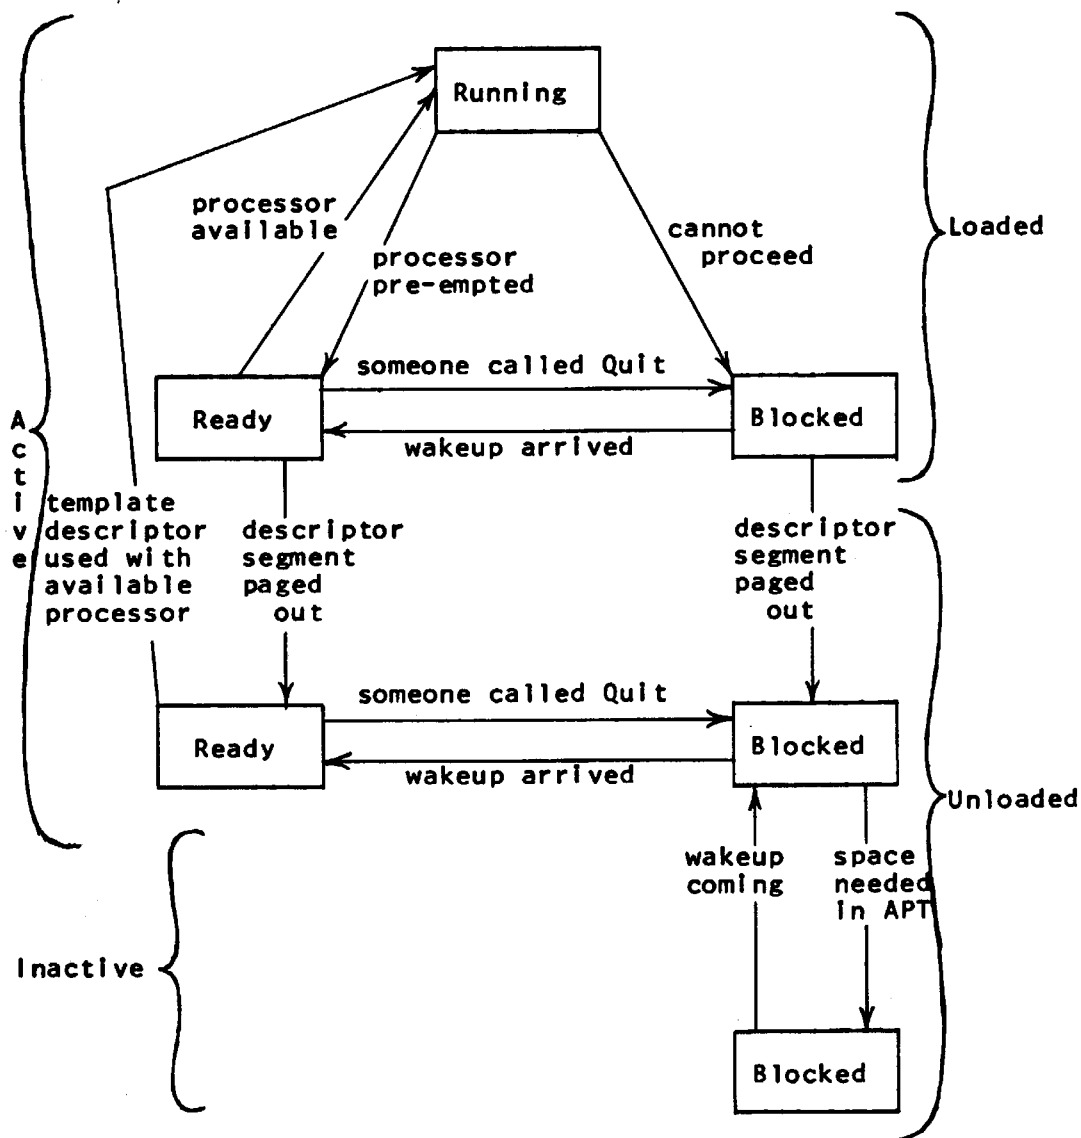 Running
processor
available
processor
pre-empted
cannot
proceed
Loaded
someone called Quit
Ready
Blocked
wakeup arrived
Active
template
descriptor
used with
available
processor
descriptor
segment
paged
out
descriptor
segment
paged
out
someone called Quit
Ready
Blocked
wakeup arrived
Unloaded
wakeup
coming
space
needed
in APT
Inactive
Blocked